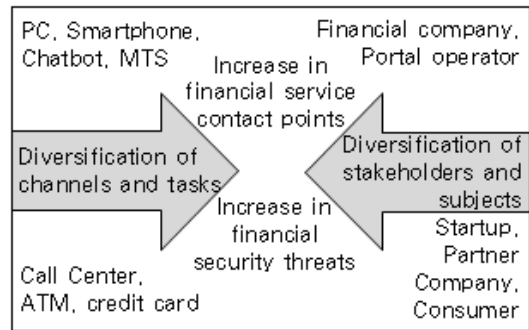 PC, Smartphone,
Chatbot, MTS
Financial company,
Portal operator
Increase in
financial service
contact points
Diversification of
channels and tasks
Diversification of
stakeholders and
subjects
Increase in
financial
security threats
Call Center,
ATM, credit card
Startup,
Partner
Company,
Consumer